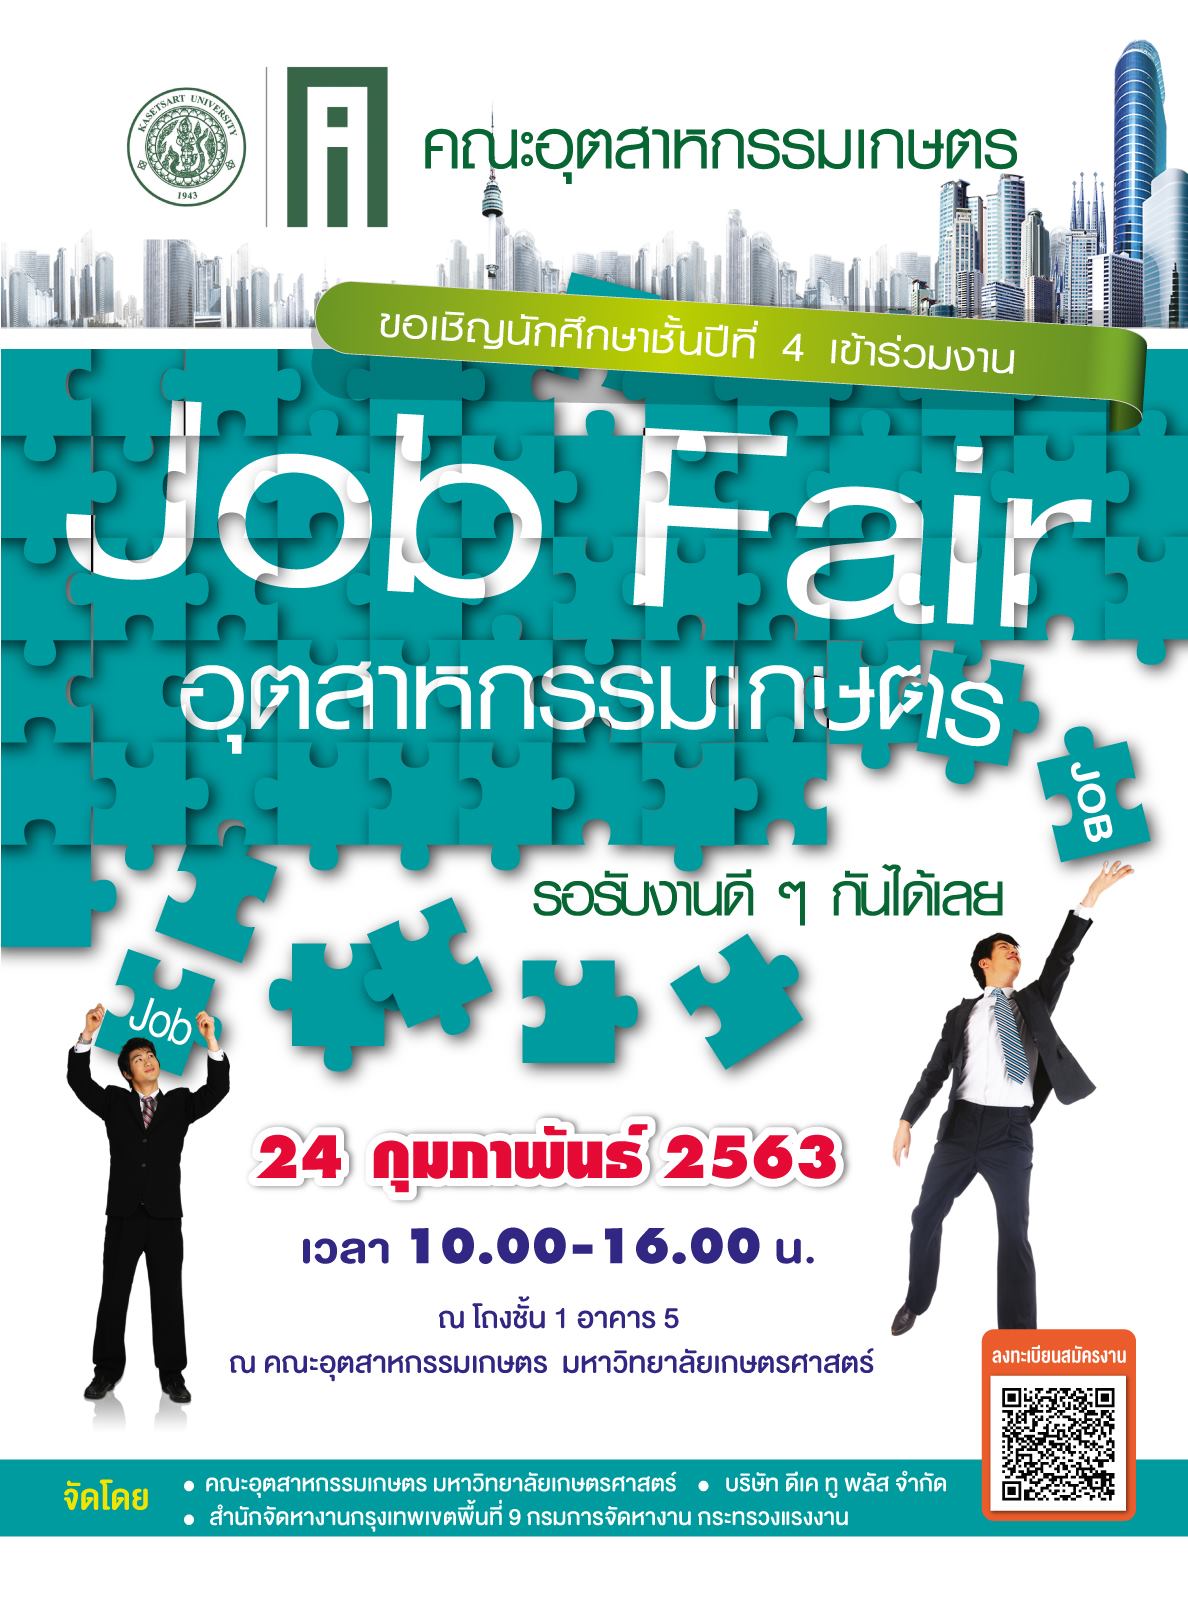 KASETSART UNIVERSITY
1943
คณะอุตสาหกรรมเกษตร
ขอเชิญนักศึกษาชั้นปีที่ 4 เข้าร่วมงาน
Job Fair
อุตสาหกรรมเกษตร
JOB
รอรับงานดี ๆ กันได้เลย
Job
24 กุมภาพันธ์ 2563
เวลา 10.00-16.00 น.
ณ โถงชั้น 1 อาคาร 5
ณ คณะอุตสาหกรรมเกษตร มหาวิทยาลัยเกษตรศาสตร์
ลงทะเบียนสมัครงาน
จัดโดย
• คณะอุตสาหกรรมเกษตร มหาวิทยาลัยเกษตรศาสตร์ • บริษัท ดีเค ทู พลัส จำกัด
• สำนักจัดหางานกรุงเทพเขตพื้นที่ 9 กรมการจัดหางาน กระทรวงแรงงาน